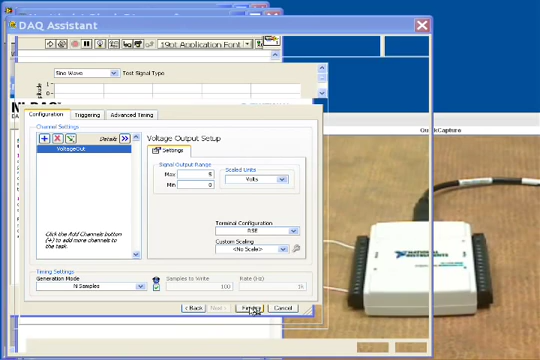 DAQ Assistant
19pt Application Font
Sine Wave
Test Signal Type
1
0
QuickCapture
Configuration
Triggering
Advanced Timing
Channel Settings
Details
VoltageOut
Click the Add Channels button
(+) to add more channels to
the task.
Voltage Output Setup
Settings
Signal Output Range
Max 5
Min 0
Scaled Units
Volts
Terminal Configuration
RSE
Custom Scaling
<No Scale>
Timing Settings
Generation Mode
N Samples
Samples to Write
100
Rate (Hz)
1k
< Back
Next >
Finish
Cancel
NATIONAL
INSTRUMENTS